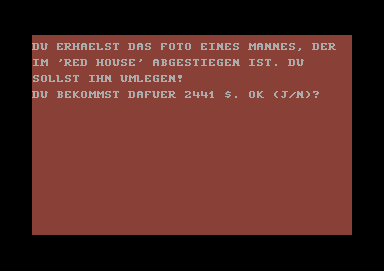 DU ERHAELST DAS FOTO EINES MANNES, DER
IM 'RED HOUSE' ABGESTIEGEN IST. DU
SOLLST IHN UMLEGEN!
DU BEKOMMST DAFUER 2441 $. OK (J/N)?